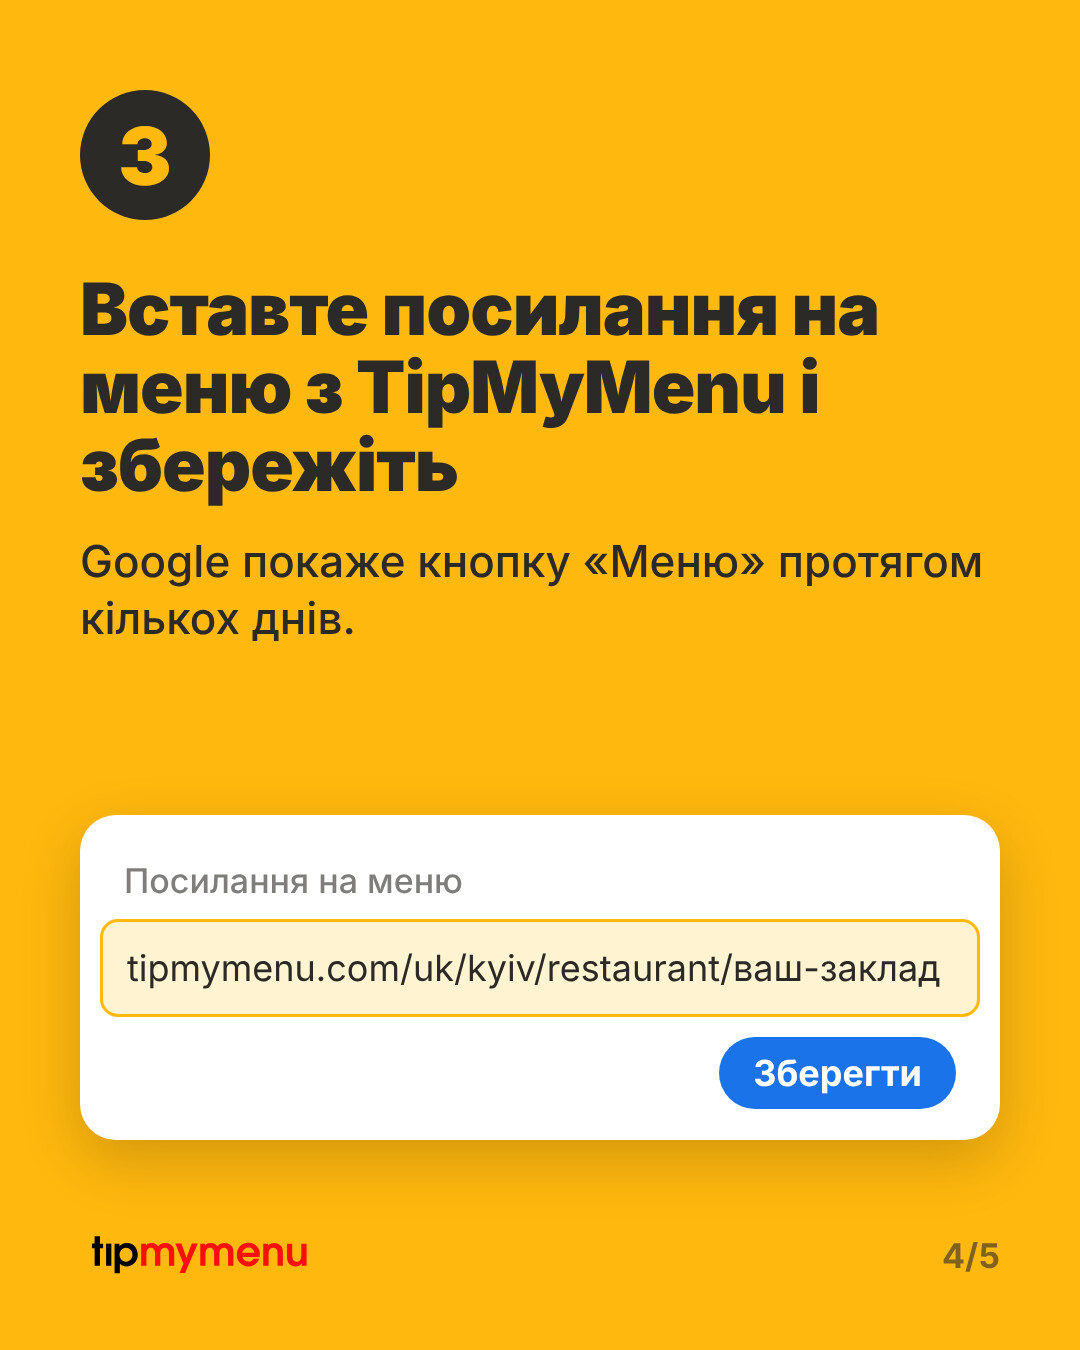 3
Вставте посилання на
меню з TipMyMenu і
збережіть
Google покаже кнопку «Меню» протягом
кількох днів.
Посилання на меню
tipmymenu.com/uk/kyiv/restaurant/ваш-заклад
Зберегти
tipmymenu
4/5